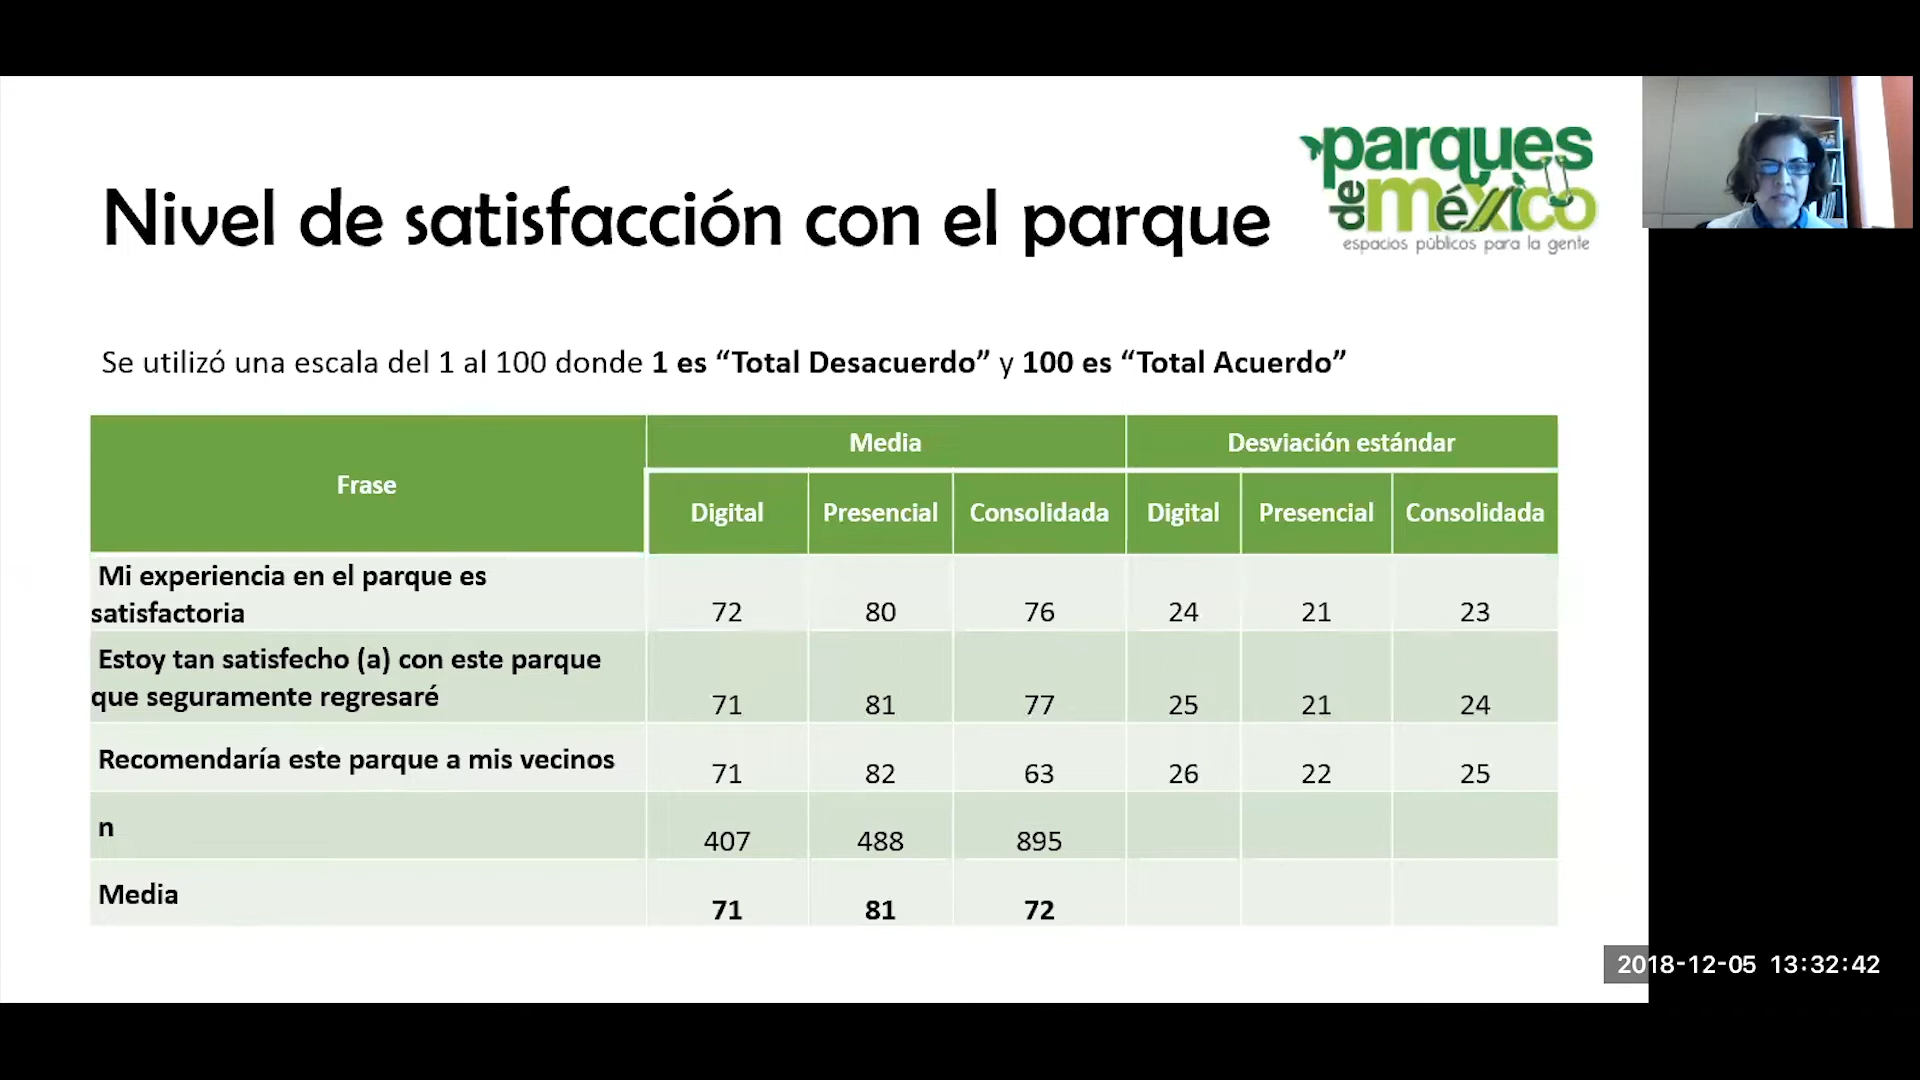 parques
de méxico
espacios públicos para la gente
Nivel de satisfacción con el parque
Se utilizó una escala del 1 al 100 donde 1 es “Total Desacuerdo” y 100 es “Total Acuerdo”
Frase Media Desviación estándar
Digital Presencial Consolidada Digital Presencial Consolidada
Mi experiencia en el parque es
satisfactoria 72 80 76 24 21 23
Estoy tan satisfecho (a) con este parque
que seguramente regresaré 71 81 77 25 21 24
Recomendaría este parque a mis vecinos 71 82 63 26 22 25
n 407 488 895
Media 71 81 72
2018-12-05 13:32:42